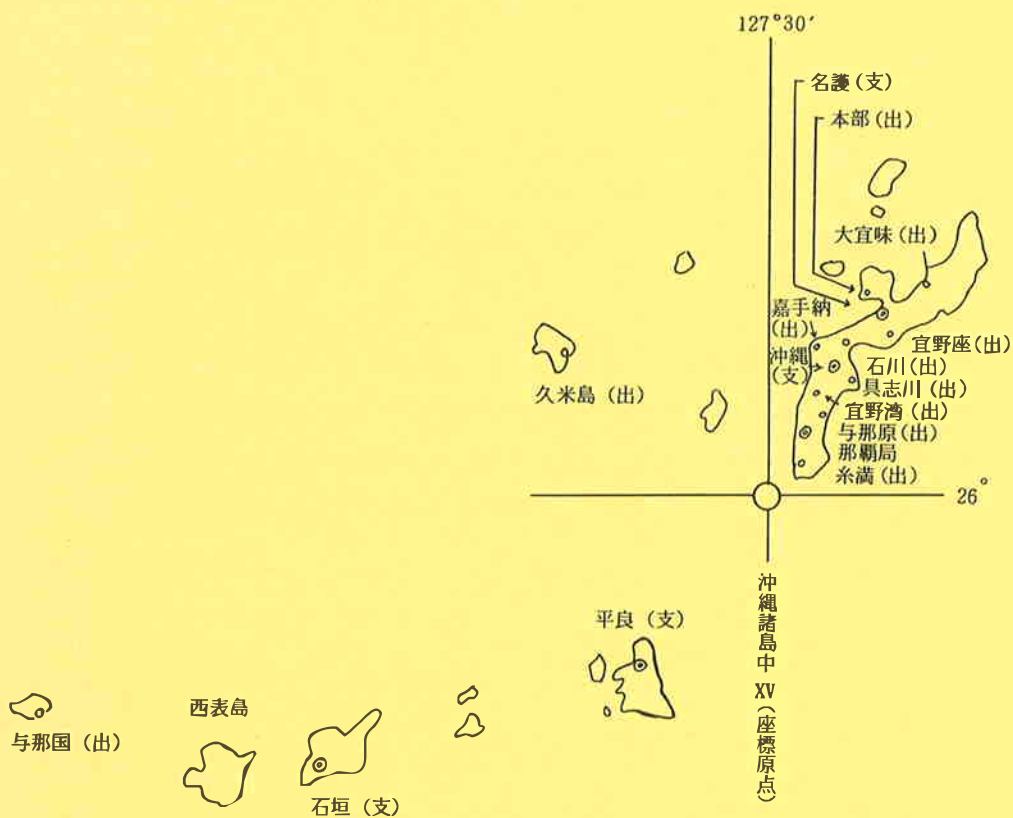 127°30′
名護(支)
本部(出)
大宜味(出)
嘉手納
(出)
沖縄
(支)
宜野座(出)
石川(出)
具志川(出)
宜野湾(出)
与那原(出)
那覇局
糸満(出)
久米島(出)
26°
沖縄諸島中XV(座標原点)
平良(支)
西表島
与那国(出)
石垣(支)